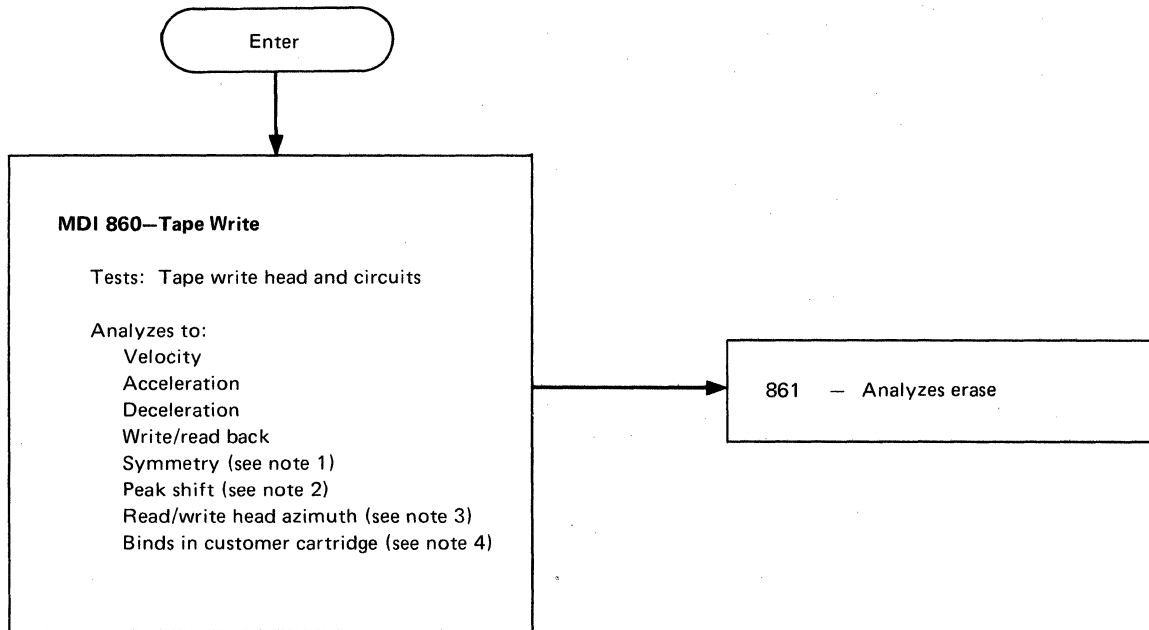 Enter
MDI 860—Tape Write
Tests: Tape write head and circuits
Analyzes to:
Velocity
Acceleration
Deceleration
Write/read back
Symmetry (see note 1)
Peak shift (see note 2)
Read/write head azimuth (see note 3)
Binds in customer cartridge (see note 4)
861 — Analyzes erase